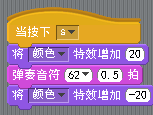 当按下 s
将 颜色 特效增加 20
弹奏音符 62 0.5 拍
将 颜色 特效增加 -20